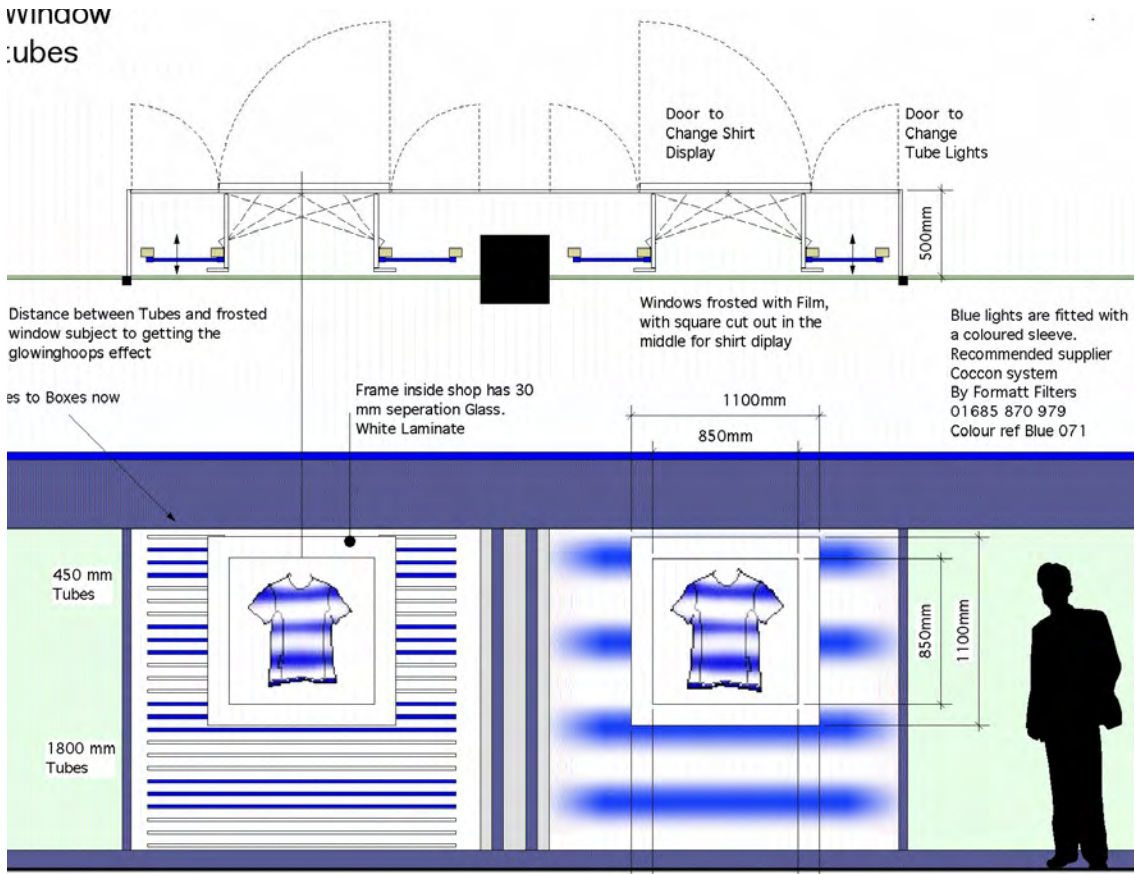 Window
tubes
Door to
Change Shirt
Display
Door to
Change
Tube Lights
500mm
Distance between Tubes and frosted
window subject to getting the
glowinghoops effect
Windows frosted with Film,
with square cut out in the
middle for shirt diplay
Blue lights are fitted with
a coloured sleeve.
Recommended supplier
Coccon system
By Formatt Filters
01685 870 979
Colour ref Blue 071
es to Boxes now
Frame inside shop has 30
mm seperation Glass.
White Laminate
1100mm
850mm
450 mm
Tubes
850mm
1100mm
1800 mm
Tubes